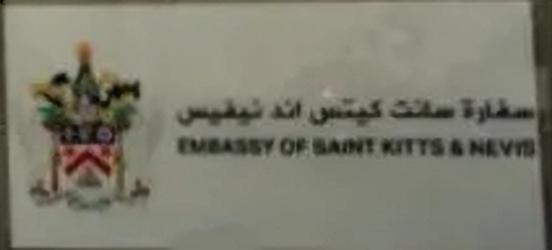 سفارة سانت كيتس اند نيفيس
EMBASSY OF SAINT KITTS & NEVIS